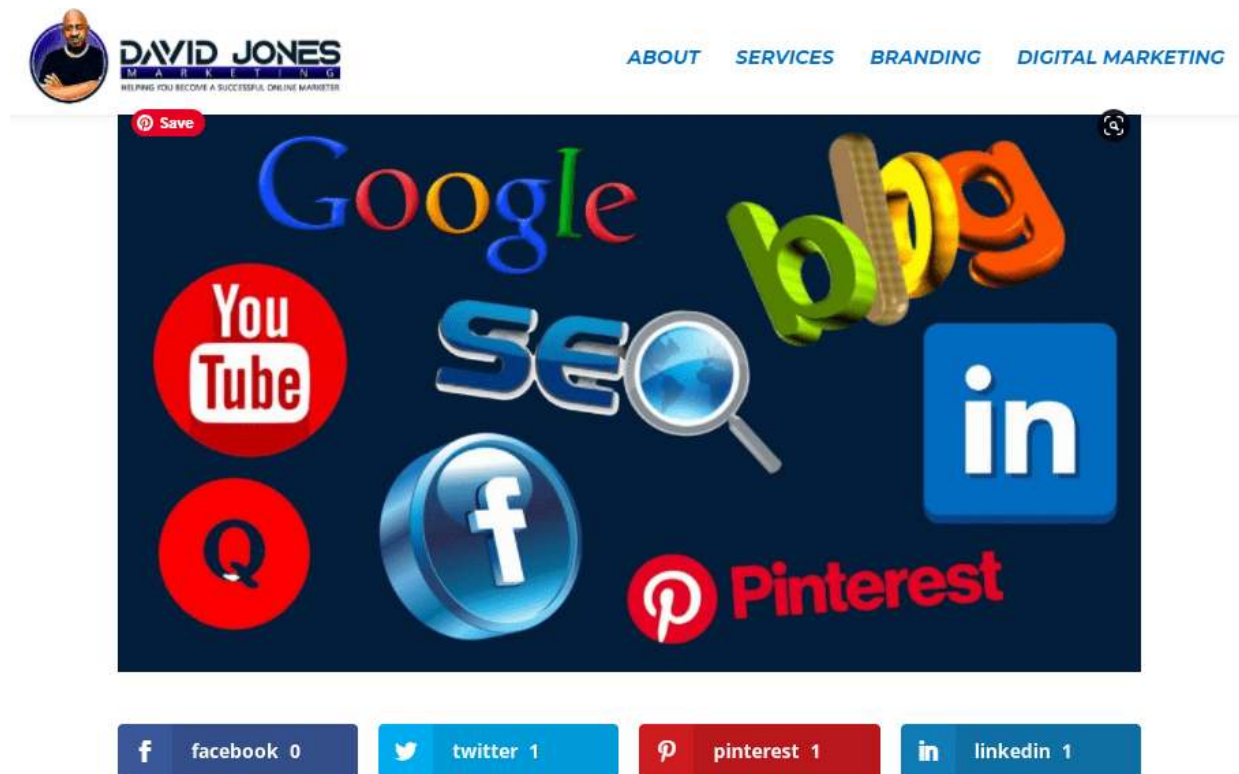 DAVID JONES
MARKETING
HELPING YOU BECOME A SUCCESSFUL ONLINE MARKETER
ABOUT SERVICES BRANDING DIGITAL MARKETING
Save
Google
blog
You
Tube
SEO
in
Q
f
Pinterest
f facebook 0
twitter 1
pinterest 1
in linkedin 1